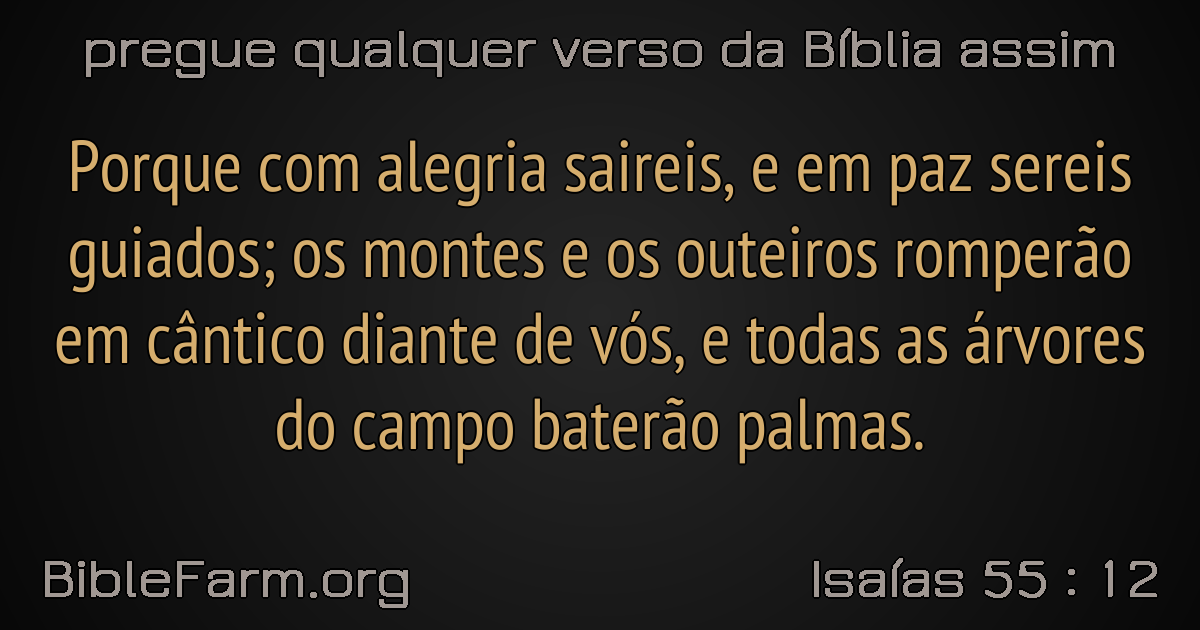 pregue qualquer verso da Bíblia assim
Porque com alegria saireis, e em paz sereis
guiados; os montes e os outeiros romperão
em cântico diante de vós, e todas as árvores
do campo baterão palmas.
BibleFarm.org
Isaías 55 : 12